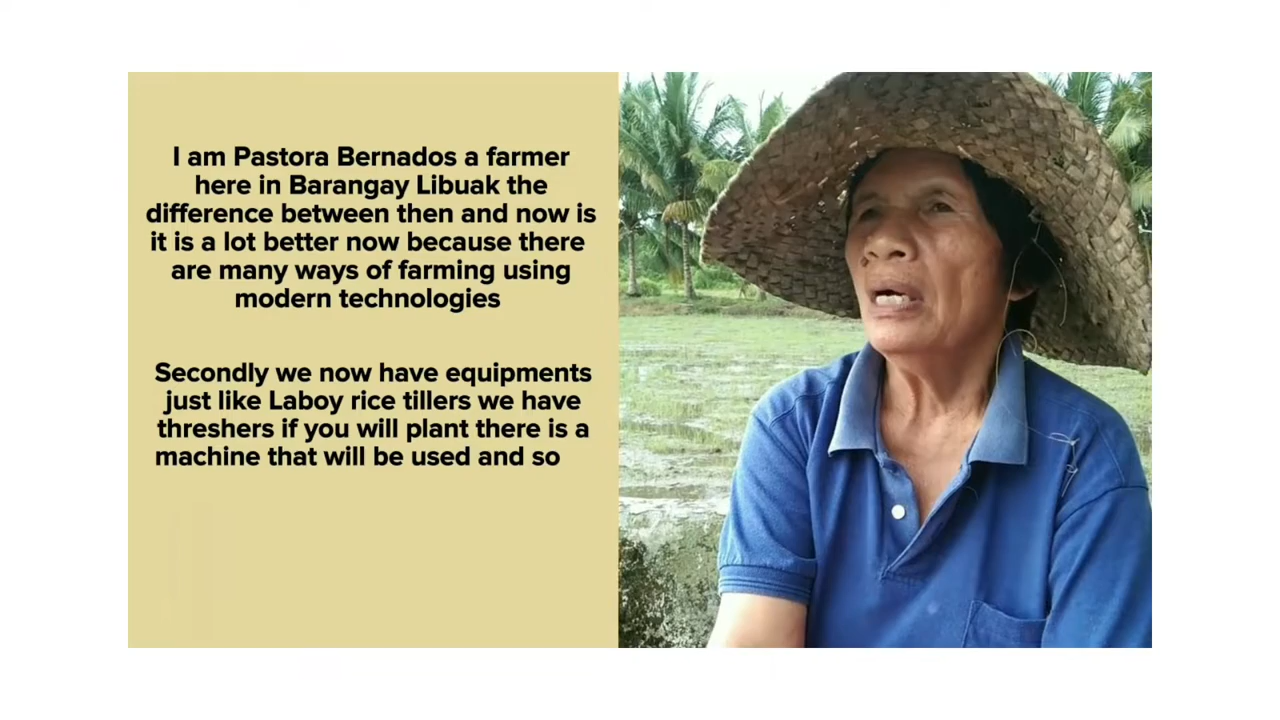 I am Pastora Bernados a farmer
here in Barangay Libuak the
difference between then and now is
it is a lot better now because there
are many ways of farming using
modern technologies
Secondly we now have equipments
just like Laboy rice tillers we have
threshers if you will plant there is a
machine that will be used and so